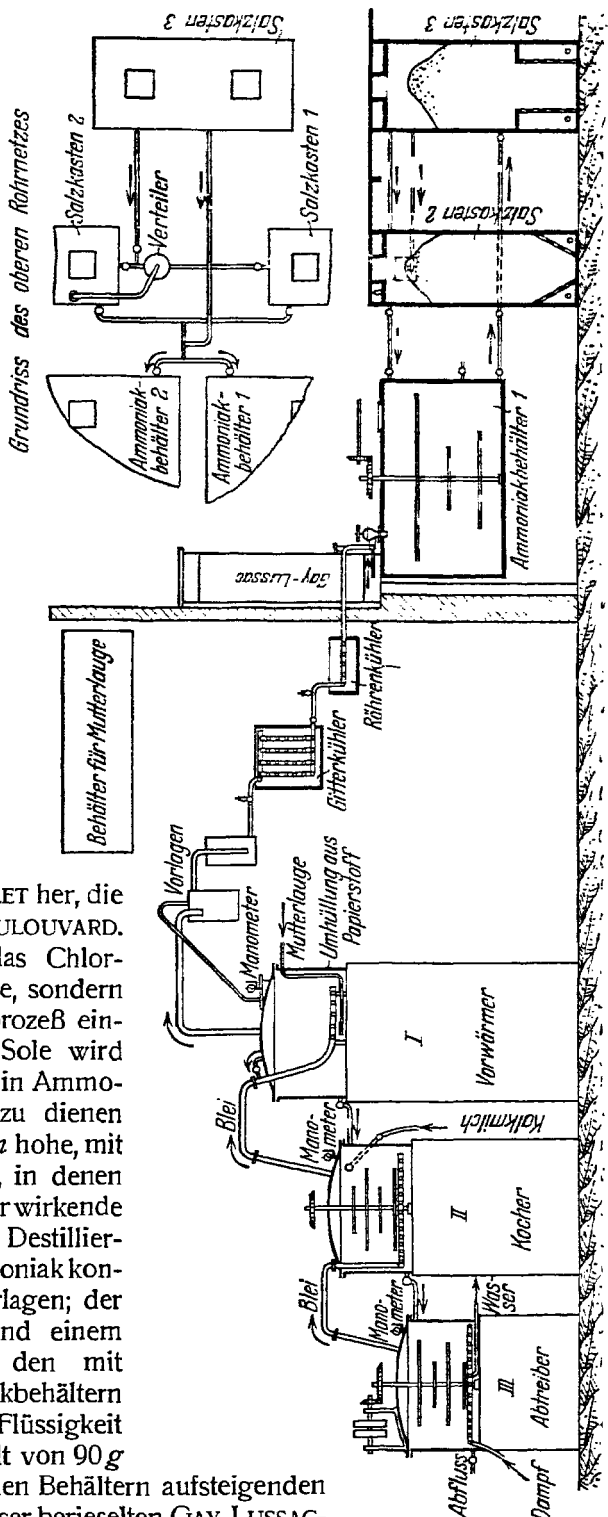 Grundriss des oberen Rohrnetzes
Salzkasten 3
Salzkasten 2
Verteiler
Salzkasten 1
Ammoniak-
behälter 2
Ammoniak-
behälter 1
Salzkasten 3
Salzkasten 2
Ammoniakbehälter 1
Gay-Lussac
Behälter für Mutterlauge
Röhrenkühler
Gitterkühler
Vorlagen
Manometer
Mutterlauge
Umhüllung aus
Papierstoff
I
Vorwärmer
Blei
Mano-
meter
Kalkmilch
II
Kocher
Blei
Mano-
meter
Was-
ser
III
Abtreiber
Abfluss
Dampf
LET her, die
ULOUVARD.
las Chlor-
e, sondern
prozeß ein-
Sole wird
in Ammo-
zu dienen
n hohe, mit
, in denen
r wirkende
Destillier-
oniak kon-
rlagen; der
nd einem
den mit
kbehältern
Flüssigkeit
lt von 90 g
en Behältern aufsteigenden
ser berieselten GAY-LUSSAC-